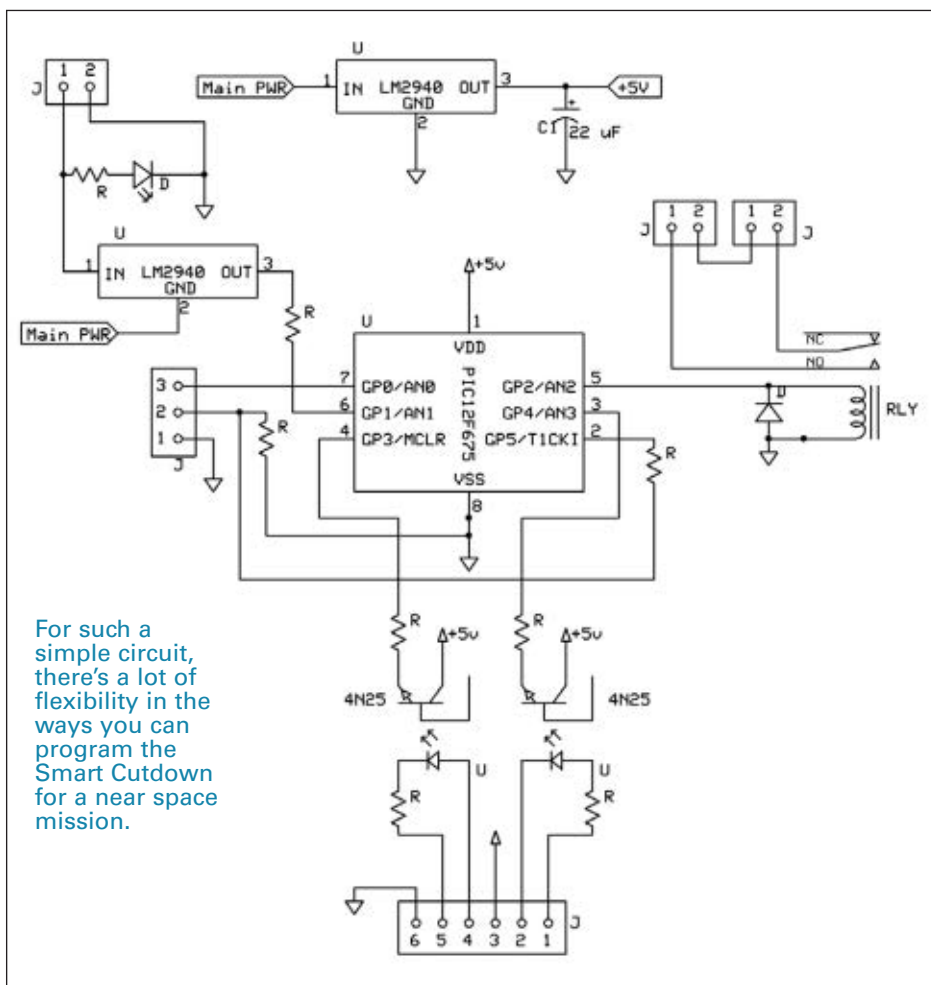 J
1 2
R
D
U
Main PWR
1
IN LM2940 OUT
GND
3
2
+5V
C1
+
22 uF
U
1
IN LM2940 OUT
GND
3
2
Main PWR
R
J
1 2
1 2
J
NC
NO
D
RLY
+5v
1
U
VDD
PIC12F675
7
GP0/AN0
6
GP1/AN1
4
GP3/MCLR
GP2/AN2
5
GP4/AN3
3
GP5/T1CKI
2
VSS
8
3
2
1
J
R
R
R
R
+5v
+5v
4N25
4N25
U
U
R
R
J
6 5 4 3 2 1
For such a
simple circuit,
there's a lot of
flexibility in the
ways you can
program the
Smart Cutdown
for a near space
mission.